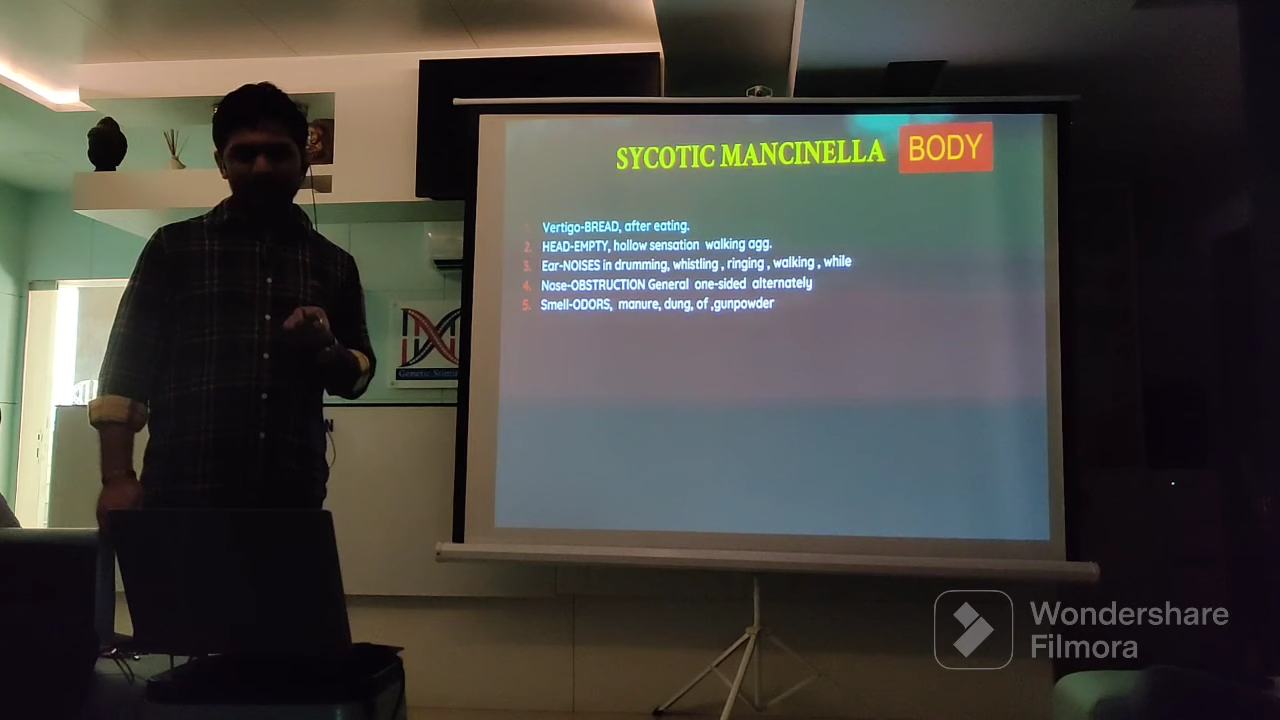 SYCOTIC MANCINELLA BODY
1. Vertigo-BREAD, after eating.
2. HEAD-EMPTY, hollow sensation walking agg.
3. Ear-NOISES in drumming, whistling , ringing , walking , while
4. Nose-OBSTRUCTION General one-sided alternately
5. Smell-ODORS, manure, dung, of ,gunpowder
Genetic
Wondershare
Filmora